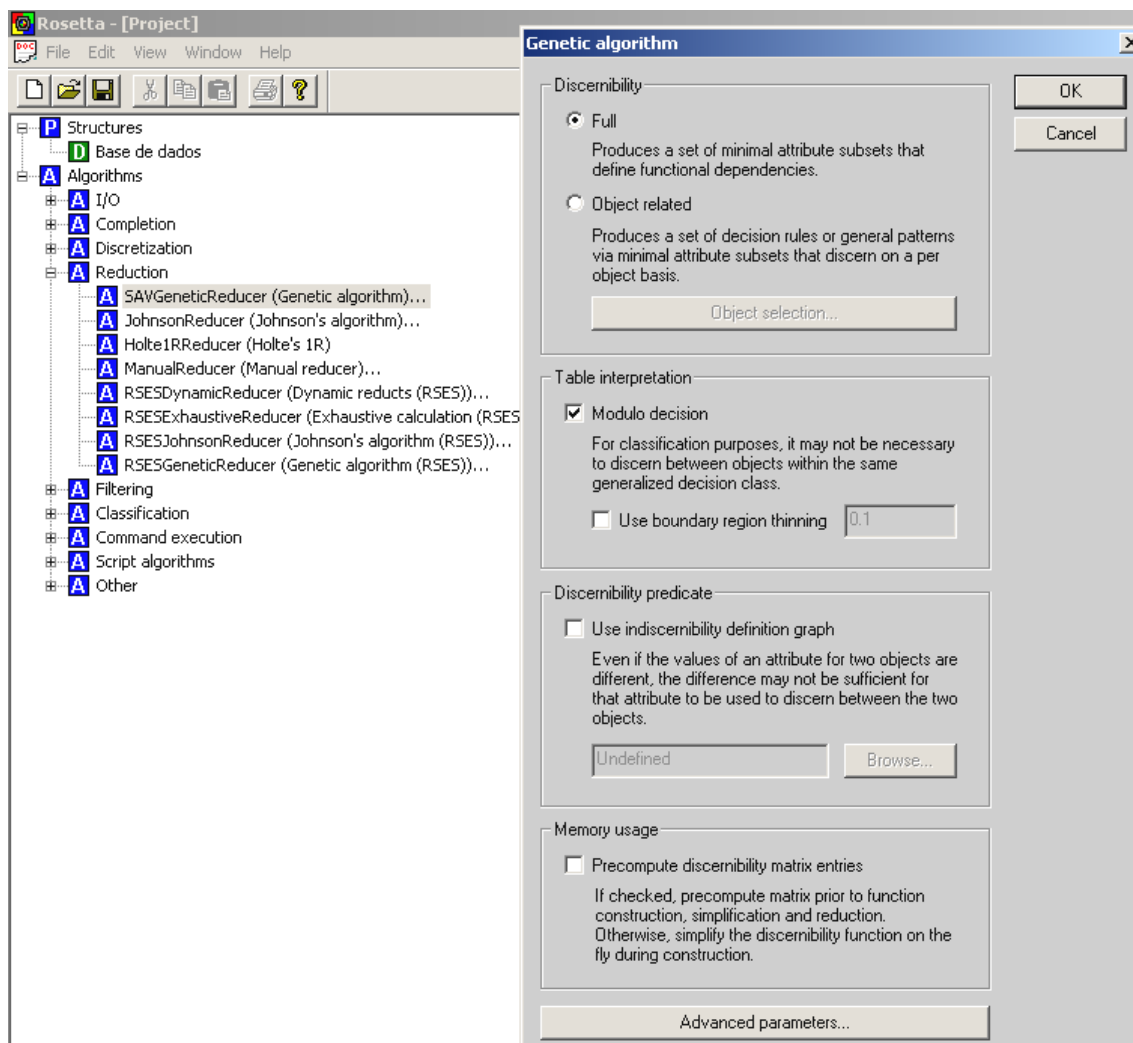 Rosetta - [Project]
File Edit View Window Help
P Structures
D Base de dados
A Algorithms
A I/O
A Completion
A Discretization
A Reduction
A SAVGeneticReducer (Genetic algorithm)...
A JohnsonReducer (Johnson's algorithm)...
A Holte1RReducer (Holte's 1R)
A ManualReducer (Manual reducer)...
A RSESDynamicReducer (Dynamic reducts (RSES))...
A RSESExhaustiveReducer (Exhaustive calculation (RSES
A RSESJohnsonReducer (Johnson's algorithm (RSES))...
A RSESGeneticReducer (Genetic algorithm (RSES))...
A Filtering
A Classification
A Command execution
A Script algorithms
A Other
Genetic algorithm
OK
Cancel
Discernibility
Full
Produces a set of minimal attribute subsets that
define functional dependencies.
Object related
Produces a set of decision rules or general patterns
via minimal attribute subsets that discern on a per
object basis.
Object selection...
Table interpretation
Modulo decision
For classification purposes, it may not be necessary
to discern between objects within the same
generalized decision class.
Use boundary region thinning 0.1
Discernibility predicate
Use indiscernibility definition graph
Even if the values of an attribute for two objects are
different, the difference may not be sufficient for
that attribute to be used to discern between the two
objects.
Undefined Browse...
Memory usage
Precompute discernibility matrix entries
If checked, precompute matrix prior to function
construction, simplification and reduction.
Otherwise, simplify the discernibility function on the
fly during construction.
Advanced parameters...